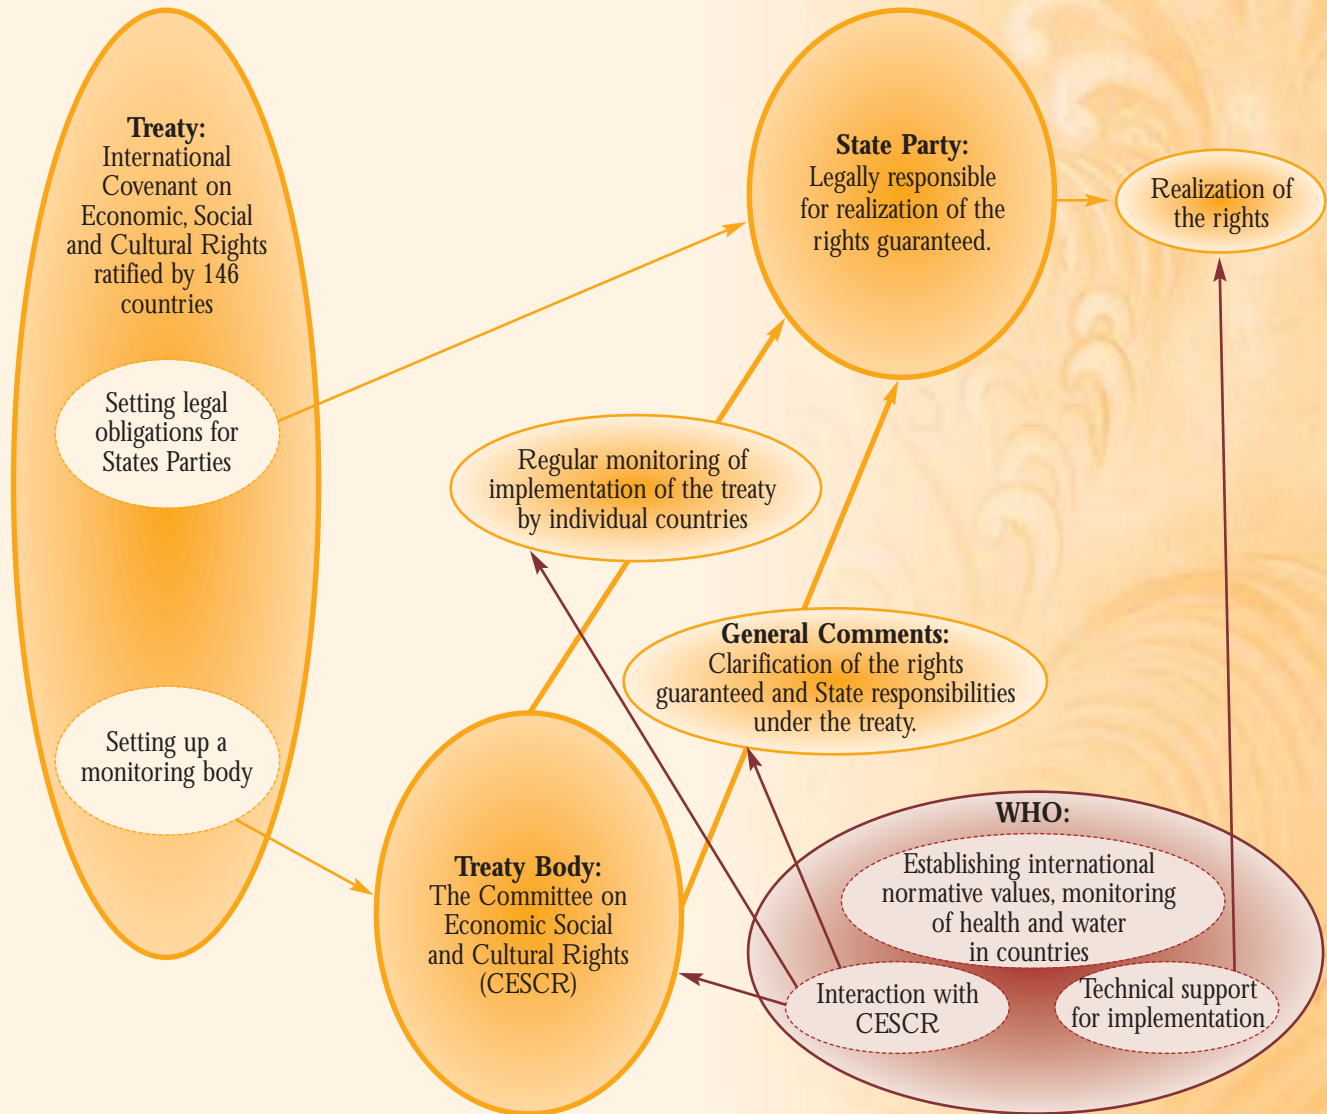 Treaty:
International
Covenant on
Economic, Social
and Cultural Rights
ratified by 146
countries
Setting legal
obligations for
States Parties
Setting up a
monitoring body
State Party:
Legally responsible
for realization of the
rights guaranteed.
Realization of
the rights
Regular monitoring of
implementation of the treaty
by individual countries
General Comments:
Clarification of the rights
guaranteed and State responsibilities
under the treaty.
Treaty Body:
The Committee on
Economic Social
and Cultural Rights
(CESCR)
WHO:
Establishing international
normative values, monitoring
of health and water
in countries
Interaction with
CESCR
Technical support
for implementation